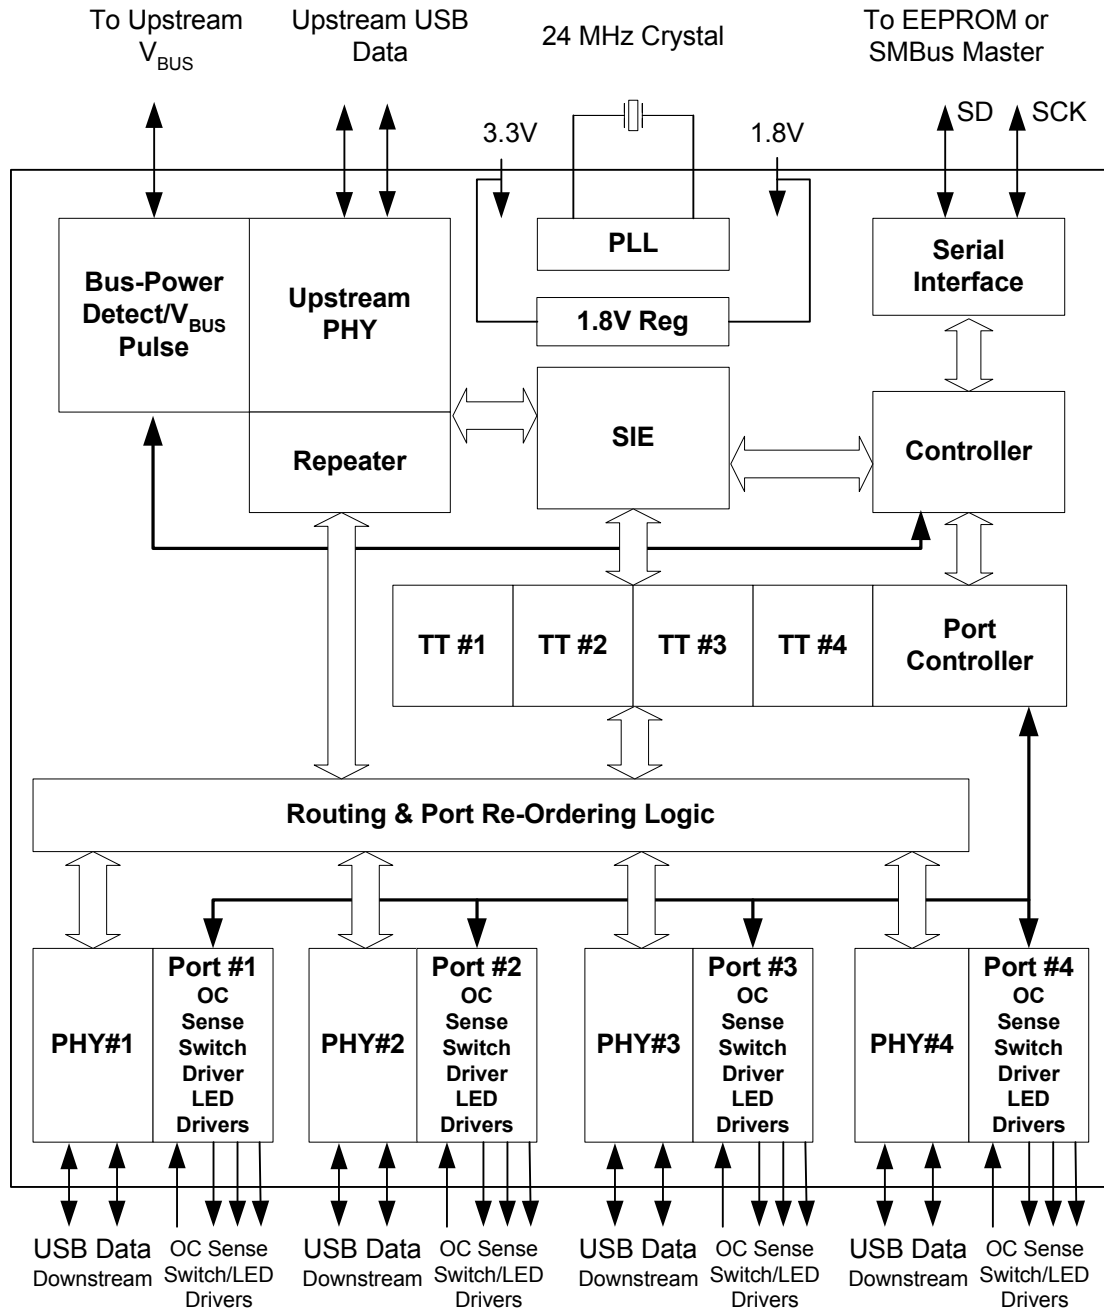 To Upstream
VBUS
Upstream USB
Data
24 MHz Crystal
To EEPROM or
SMBus Master
3.3V
1.8V
SD
SCK
Bus-Power
Detect/VBUS
Pulse
Upstream
PHY
PLL
1.8V Reg
Serial
Interface
Repeater
SIE
Controller
TT #1
TT #2
TT #3
TT #4
Port
Controller
Routing & Port Re-Ordering Logic
PHY#1
Port #1
OC
Sense
Switch
Driver
LED
Drivers
PHY#2
Port #2
OC
Sense
Switch
Driver
LED
Drivers
PHY#3
Port #3
OC
Sense
Switch
Driver
LED
Drivers
PHY#4
Port #4
OC
Sense
Switch
Driver
LED
Drivers
USB Data
Downstream
OC Sense
Switch/LED
Drivers
USB Data
Downstream
OC Sense
Switch/LED
Drivers
USB Data
Downstream
OC Sense
Switch/LED
Drivers
USB Data
Downstream
OC Sense
Switch/LED
Drivers